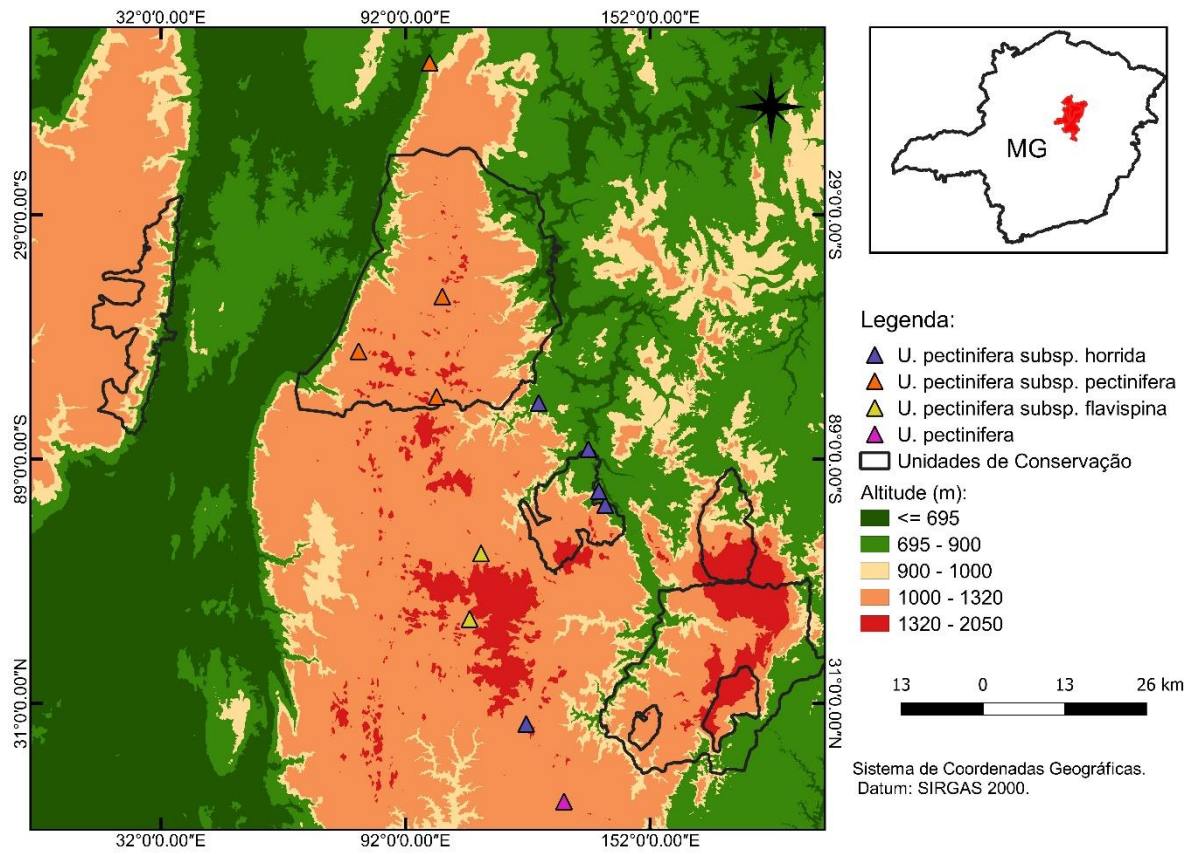 32°0'0.00"E 92°0'0.00"E 152°0'0.00"E
29°0'0.00"S
89°0'0.00"S
31°0'0.00"N
29°0'0.00"S
89°0'0.00"S
31°0'0.00"N
32°0'0.00"E 92°0'0.00"E 152°0'0.00"E
MG
Legenda:
U. pectinifera subsp. horrida
U. pectinifera subsp. pectinifera
U. pectinifera subsp. flavispina
U. pectinifera
Unidades de Conservação
Altitude (m):
<= 695
695 - 900
900 - 1000
1000 - 1320
1320 - 2050
13 0 13 26 km
Sistema de Coordenadas Geográficas.
Datum: SIRGAS 2000.